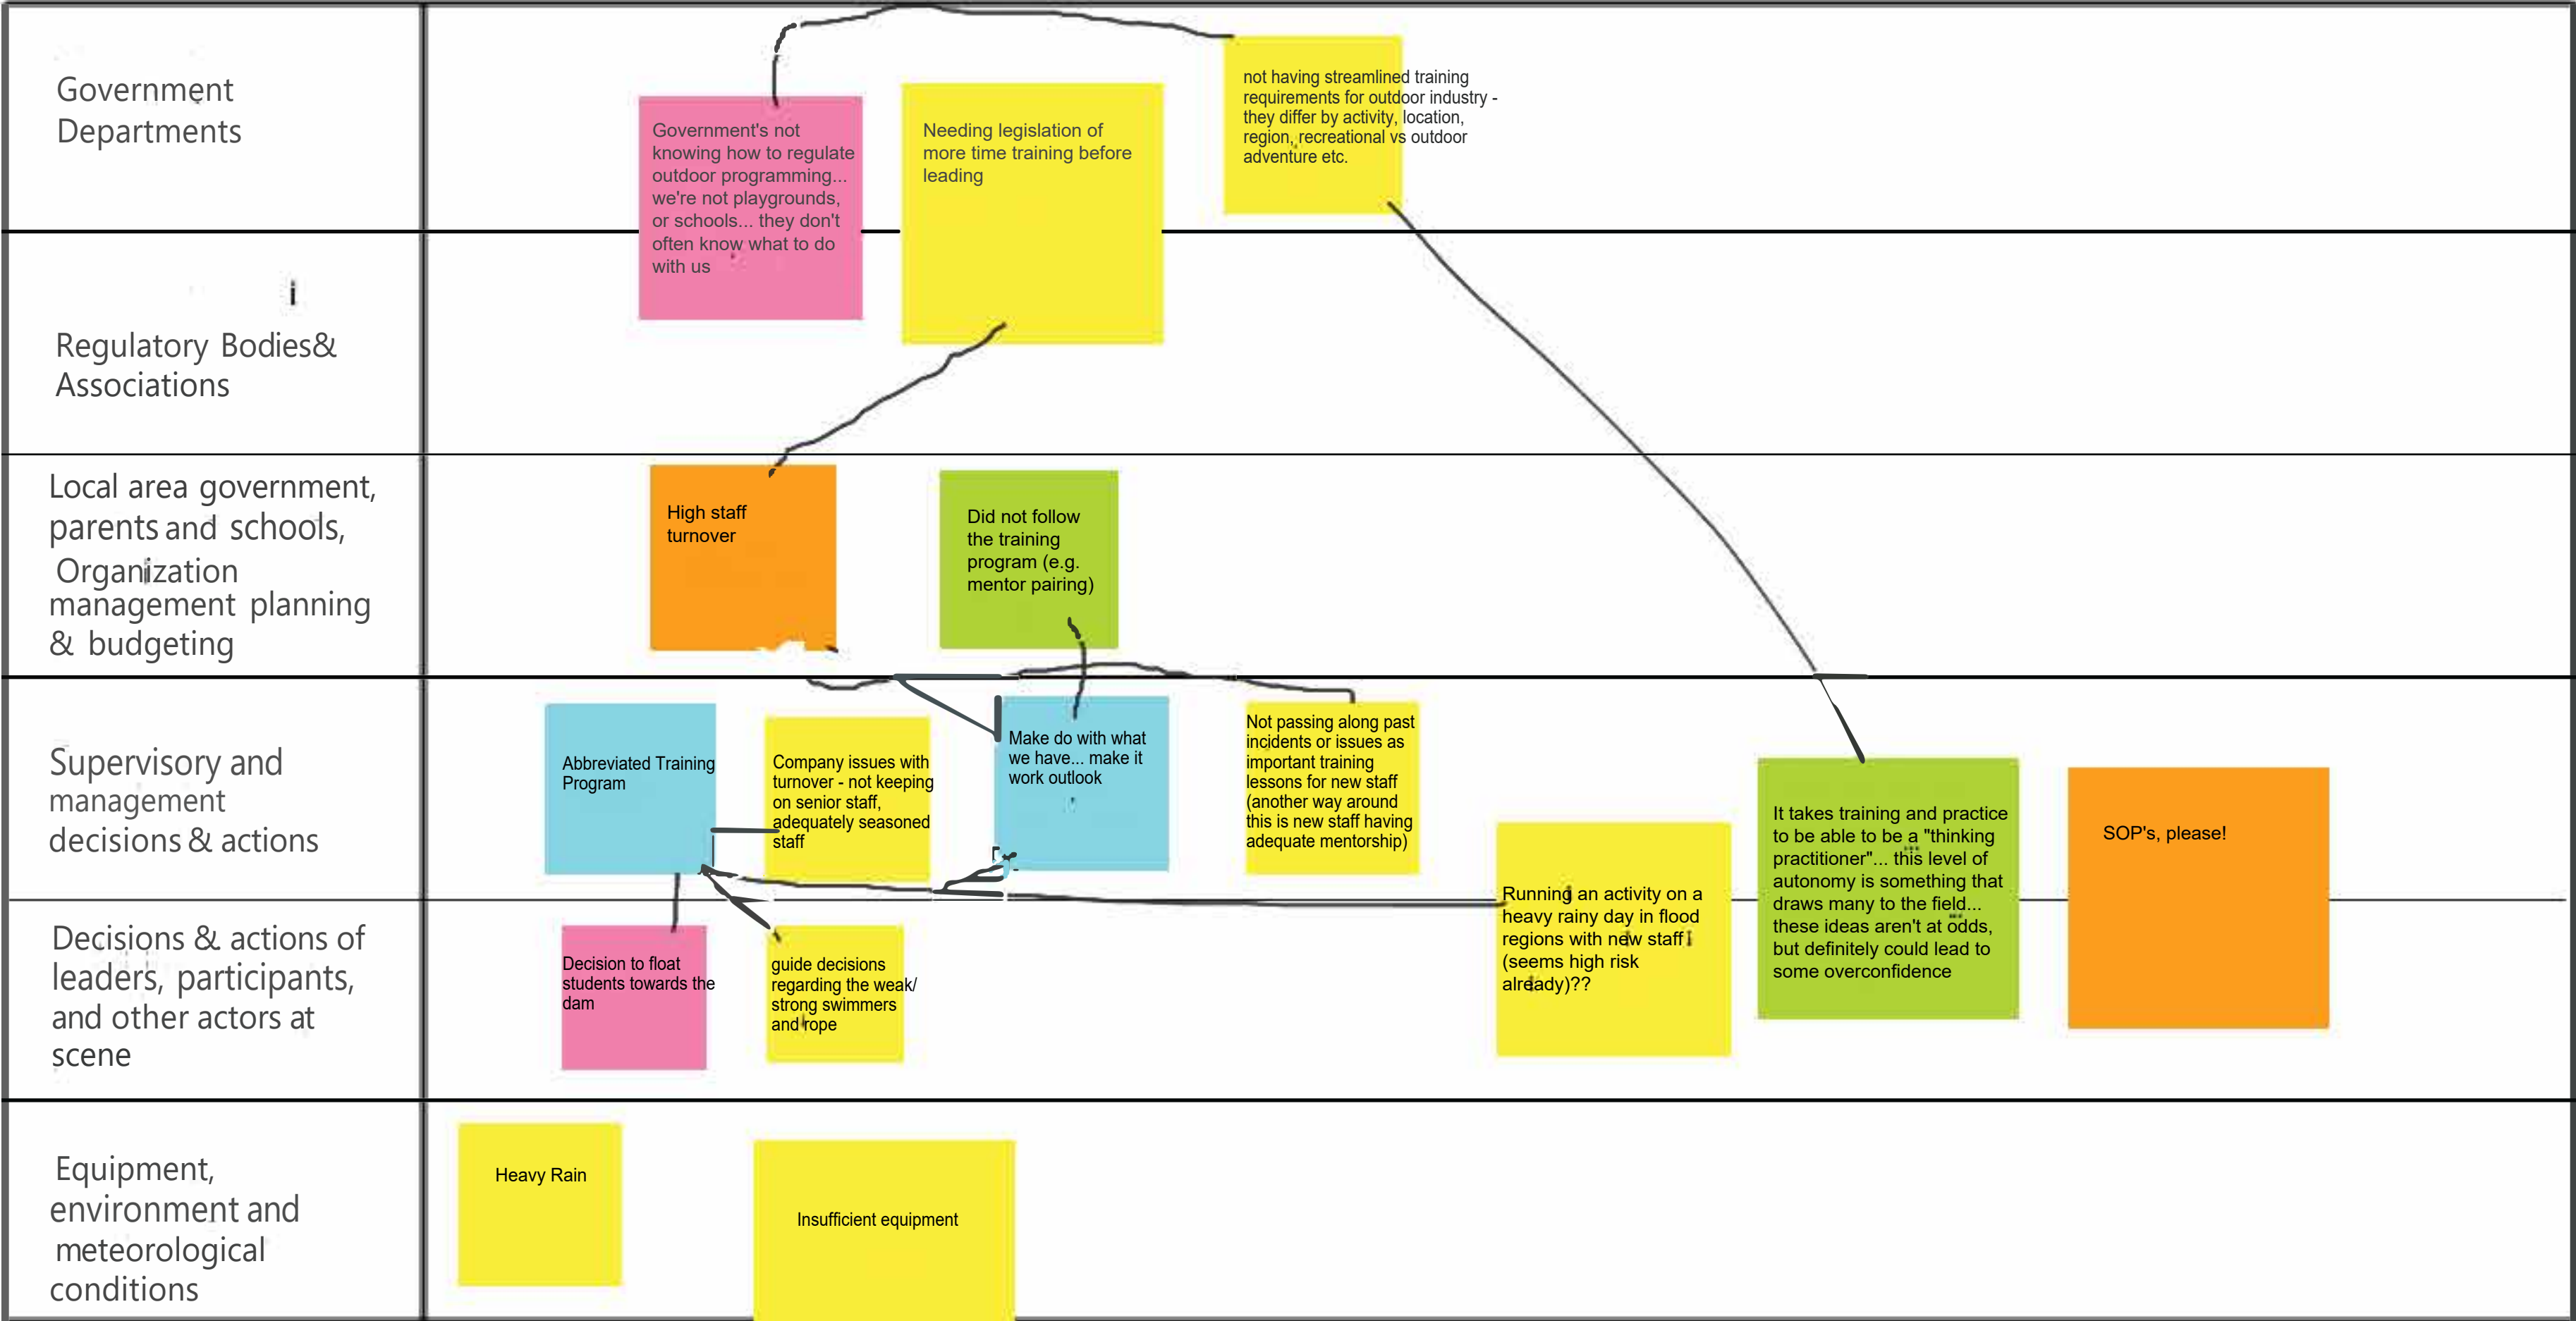 Government
Departments
Government's not
knowing how to regulate
outdoor programming...
we're not playgrounds,
or schools... they don't
often know what to do
with us
Needing legislation of
more time training before
leading
not having streamlined training
requirements for outdoor industry -
they differ by activity, location,
region, recreational vs outdoor
adventure etc.
i
Regulatory Bodies&
Associations
Local area government,
parents and schools,
Organization
management planning
& budgeting
High staff
turnover
Did not follow
the training
program (e.g.
mentor pairing)
Supervisory and
management
decisions & actions
Abbreviated Training
Program
Company issues with
turnover - not keeping
on senior staff,
adequately seasoned
staff
Make do with what
we have... make it
work outlook
Not passing along past
incidents or issues as
important training
lessons for new staff
(another way around
this is new staff having
adequate mentorship)
Running an activity on a
heavy rainy day in flood
regions with new staff
(seems high risk
already)??
It takes training and practice
to be able to be a "thinking
practitioner"... this level of
autonomy is something that
draws many to the field...
these ideas aren't at odds,
but definitely could lead to
some overconfidence
SOP's, please!
Decisions & actions of
leaders, participants,
and other actors at
scene
Decision to float
students towards the
dam
guide decisions
regarding the weak/
strong swimmers
and rope
Equipment,
environment and
meteorological
conditions
Heavy Rain
Insufficient equipment